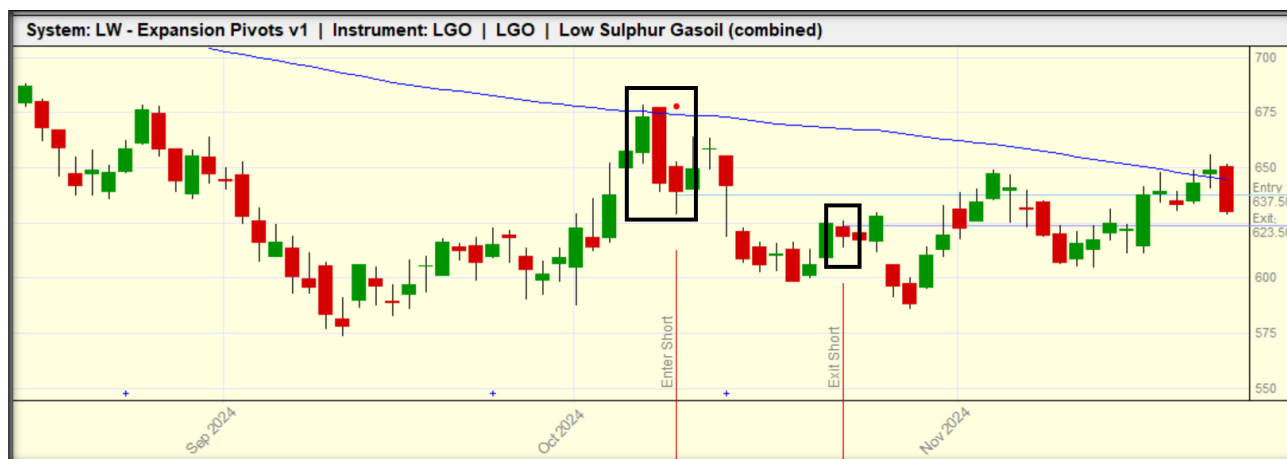 System: LW - Expansion Pivots v1 | Instrument: LGO | LGO | Low Sulphur Gasoil (combined)
700
675
650
Entry
637.50
Exit:
623.50
600
575
550
Enter Short
Exit Short
Sep 2024
Oct 2024
Nov 2024